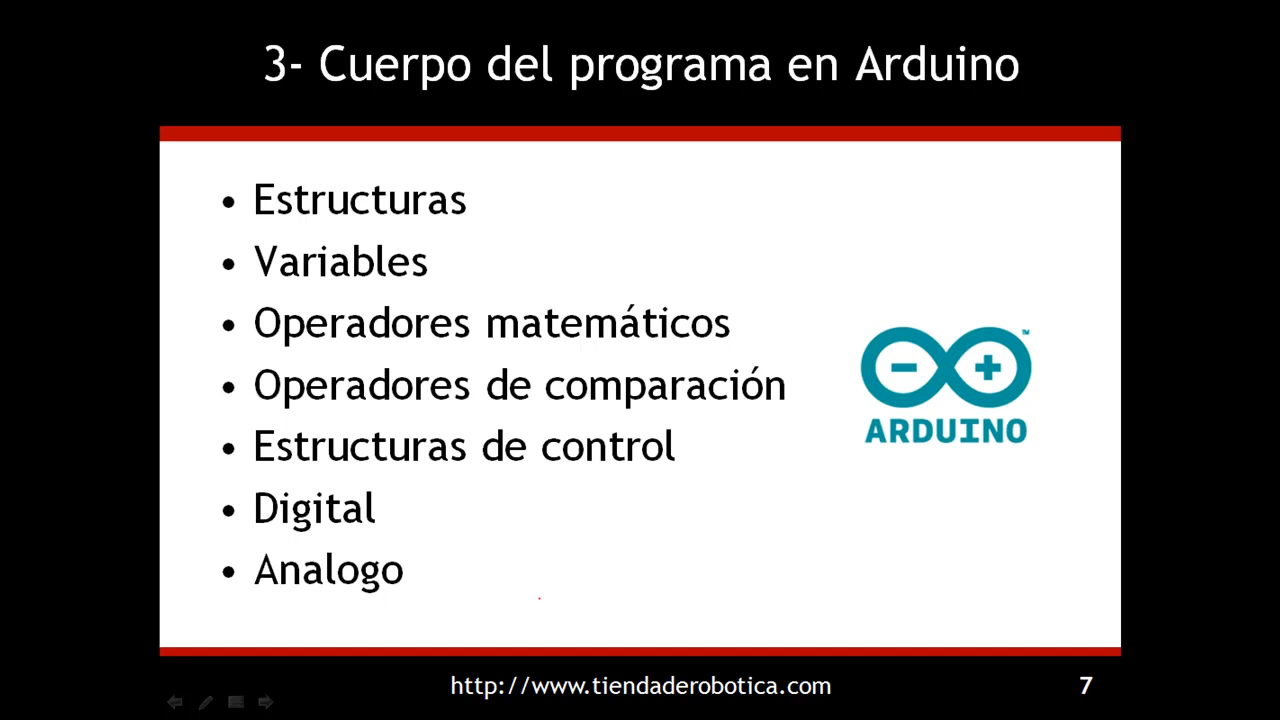 3- Cuerpo del programa en Arduino
• Estructuras
• Variables
• Operadores matemáticos
• Operadores de comparación
• Estructuras de control
• Digital
• Analogo
ARDUINO
TM
http://www.tiendaderobotica.com
7